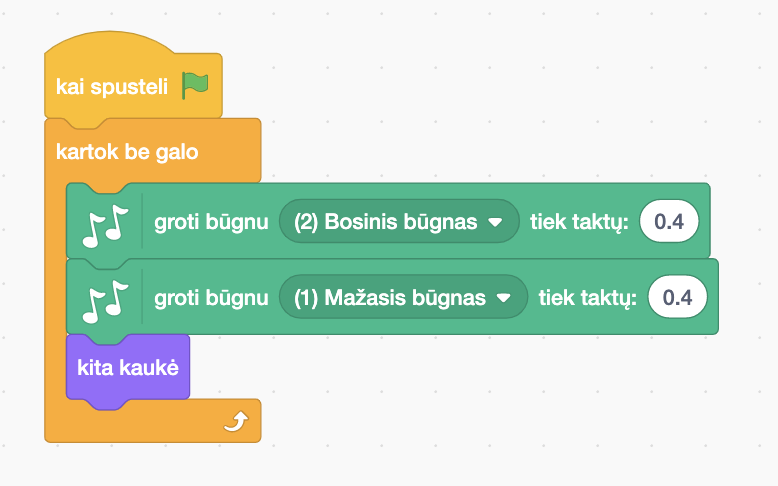 kai spusteli
kartok be galo
groti būgnu (2) Bosinis būgnas tiek taktų: 0.4
groti būgnu (1) Mažasis būgnas tiek taktų: 0.4
kita kaukė